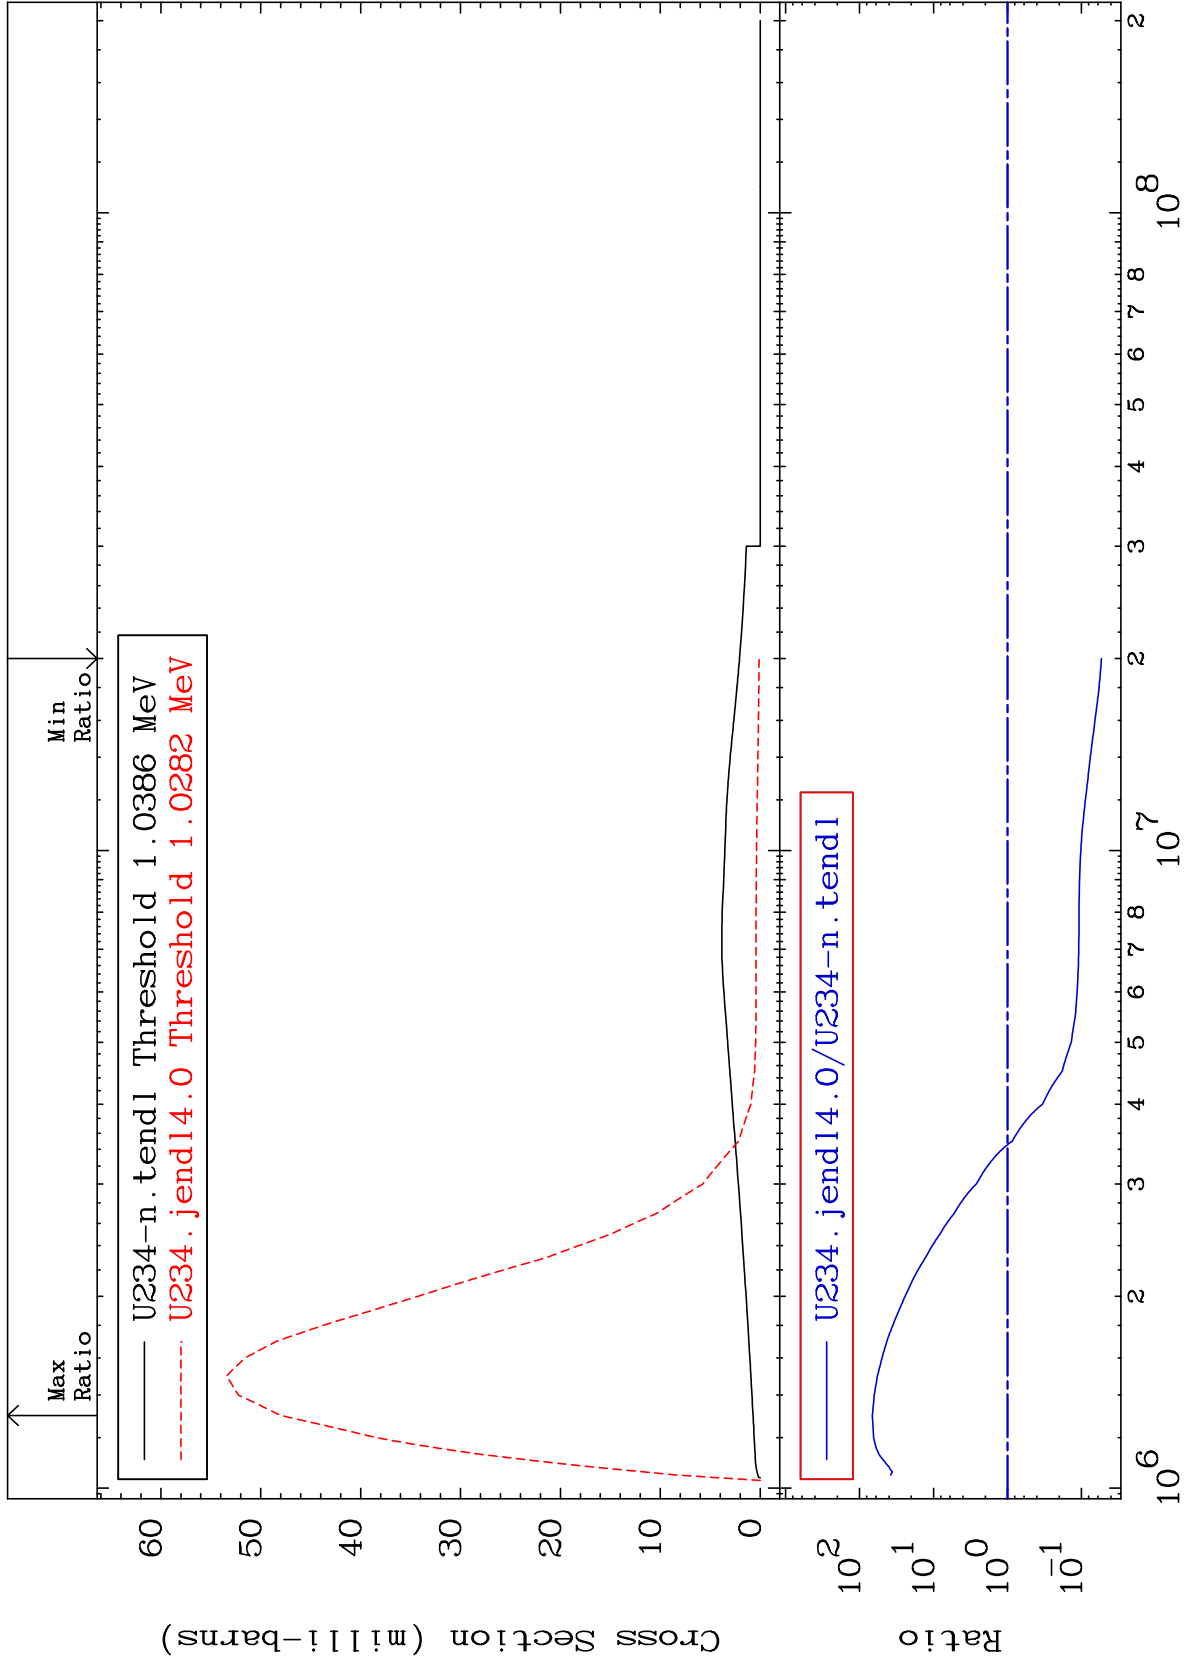 Max
Ratio
Min
Ratio
U234-n.tendl Threshold 1.0386 MeV
U234.jendl4.0 Threshold 1.0282 MeV
60
50
40
30
20
10
0
Cross Section (milli-barns)
U234.jendl4.0/U234-n.tendl
10^2
10^1
10^0
10^-1
Ratio
10^6 2 3 4 5 6 7 8 10^7 2 3 4 5 6 7 8 10^8 2